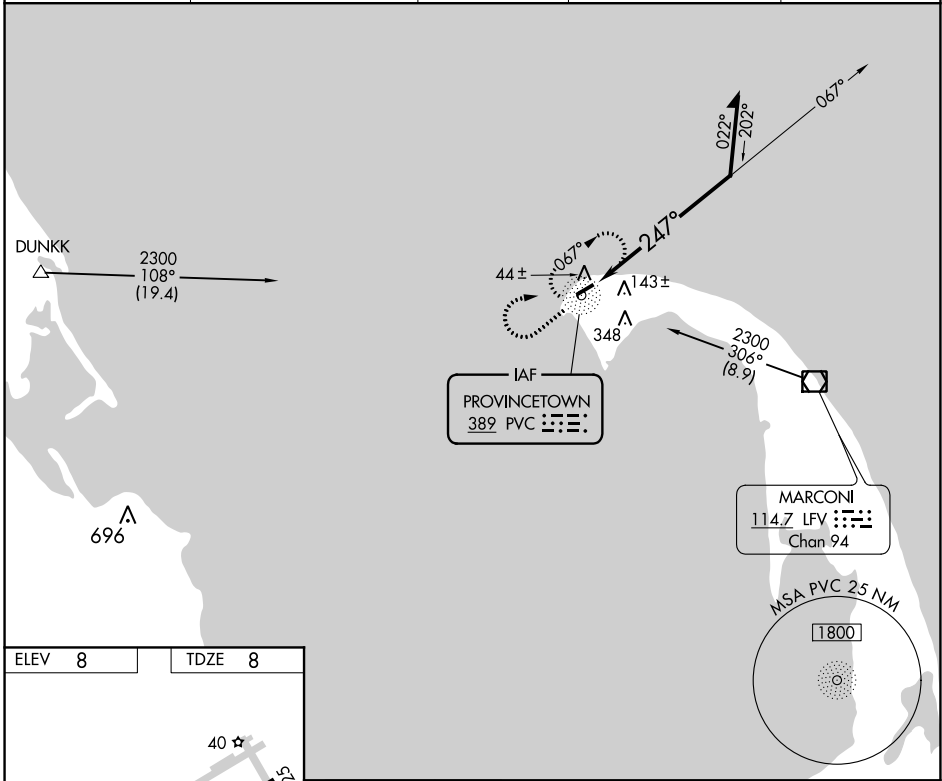 067°
022°
202°
DUNKK
2300
108°
(19.4)
247°
067°
44±
143±
348
2300
306°
(8.9)
IAF
PROVINCETOWN
389 PVC
MARCONI
114.7 LFV
Chan 94
696
MSA PVC 25 NM
1800
ELEV 8
TDZE 8
40
25